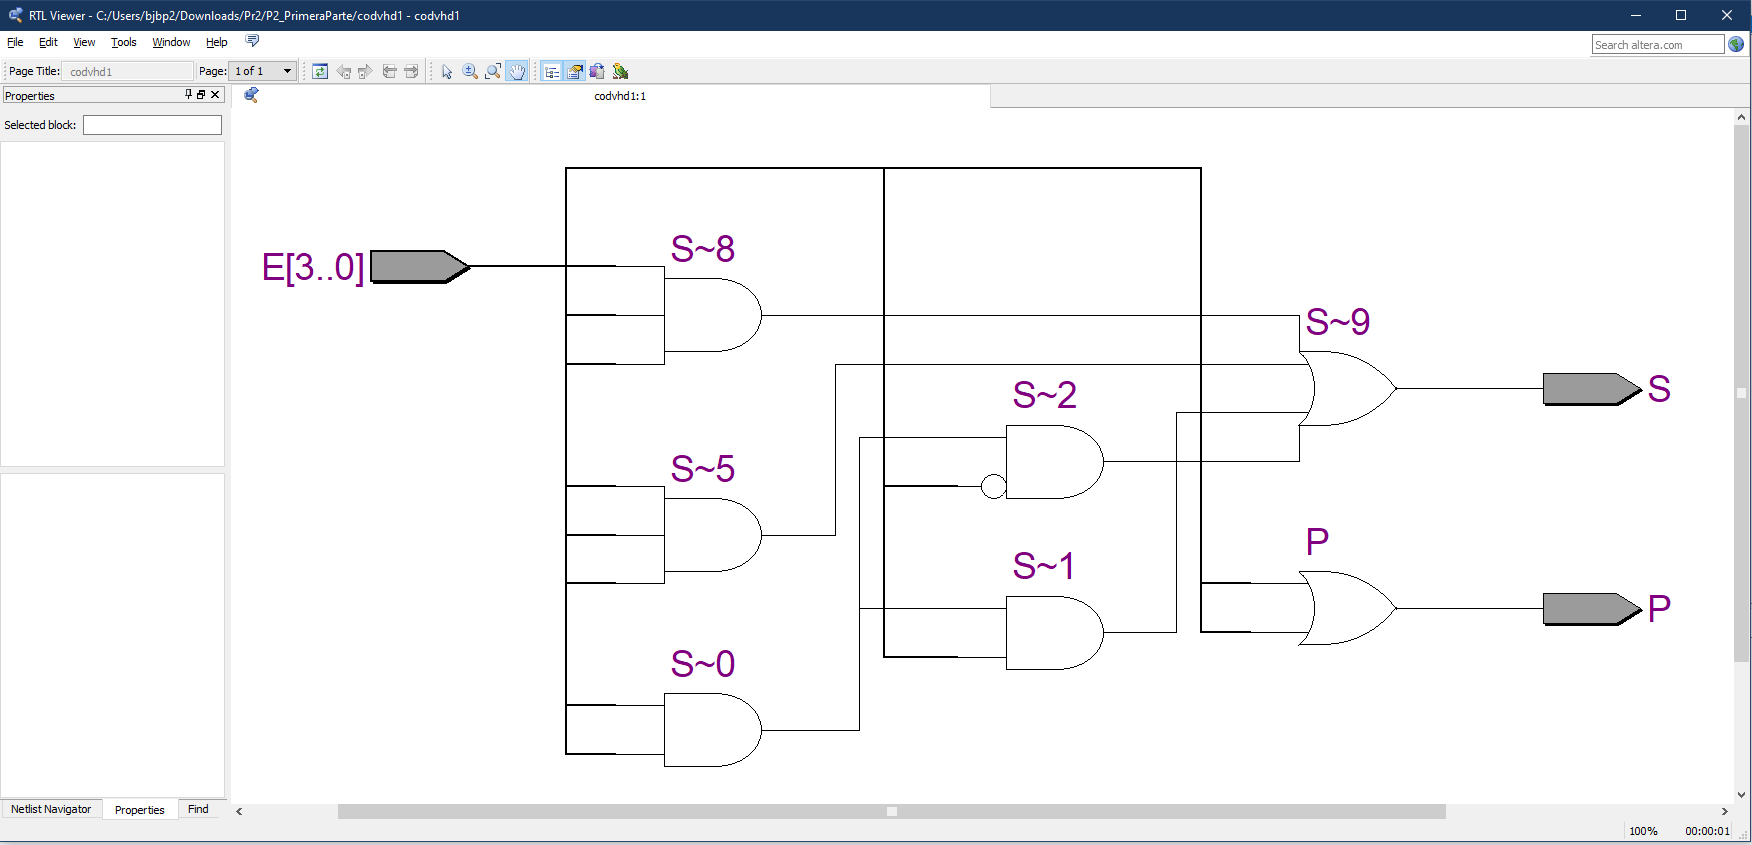 RTL Viewer - C:/Users/bjbp2/Downloads/Pr2/P2_PrimeraParte/codvhd1 - codvhd1
File Edit View Tools Window Help
Search altera.com
Page Title: codvhd1 Page: 1 of 1
Properties
codvhd1:1
Selected block:
S~8
E[3..0]
S~9
S~2
S
S~5
P
S~1
P
S~0
Netlist Navigator Properties Find
100% 00:00:01